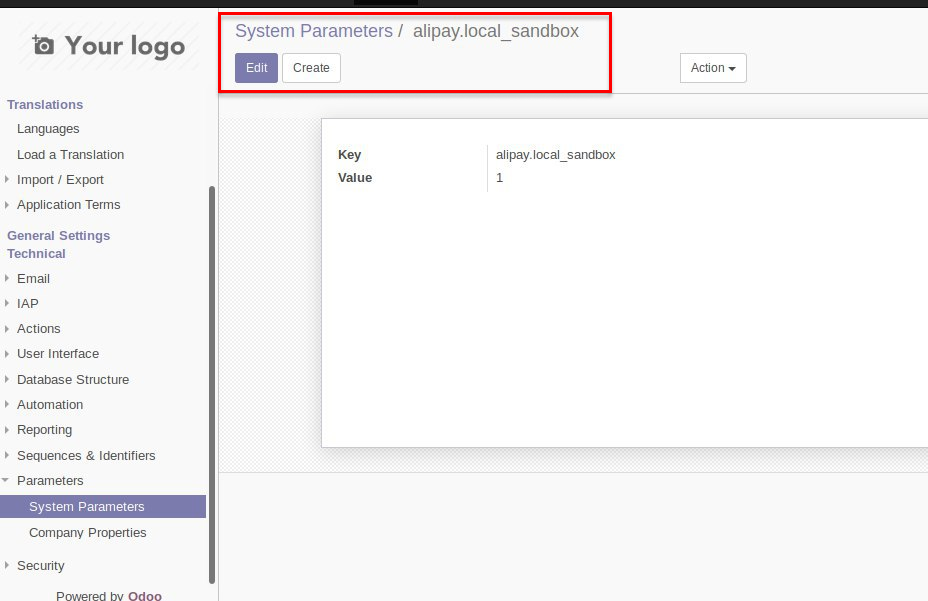 Your logo
Translations
Languages
Load a Translation
Import / Export
Application Terms
General Settings
Technical
Email
IAP
Actions
User Interface
Database Structure
Automation
Reporting
Sequences & Identifiers
Parameters
System Parameters
Company Properties
Security
Powered by Odoo
System Parameters / alipay.local_sandbox
Edit Create Action
Key alipay.local_sandbox
Value 1